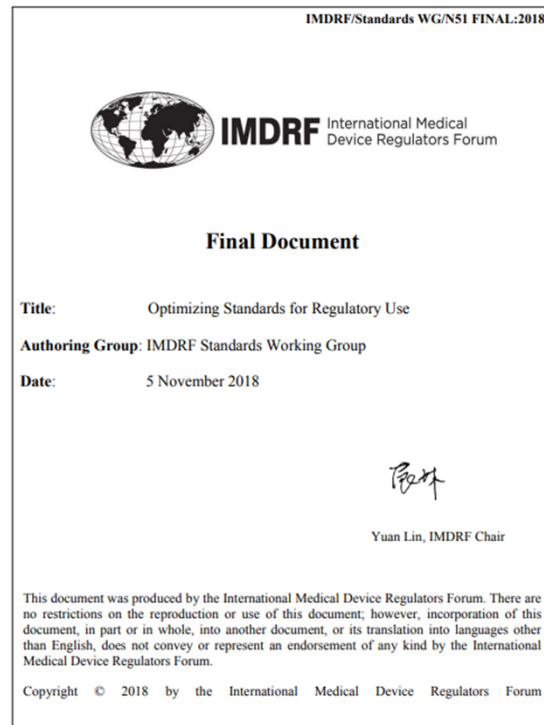 IMDRF/Standards WG/N51 FINAL:2018
IMDRF International Medical
Device Regulators Forum
Final Document
Title: Optimizing Standards for Regulatory Use
Authoring Group: IMDRF Standards Working Group
Date: 5 November 2018
Yuan Lin, IMDRF Chair
This document was produced by the International Medical Device Regulators Forum. There are
no restrictions on the reproduction or use of this document; however, incorporation of this
document, in part or in whole, into another document, or its translation into languages other
than English, does not convey or represent an endorsement of any kind by the International
Medical Device Regulators Forum.
Copyright © 2018 by the International Medical Device Regulators Forum